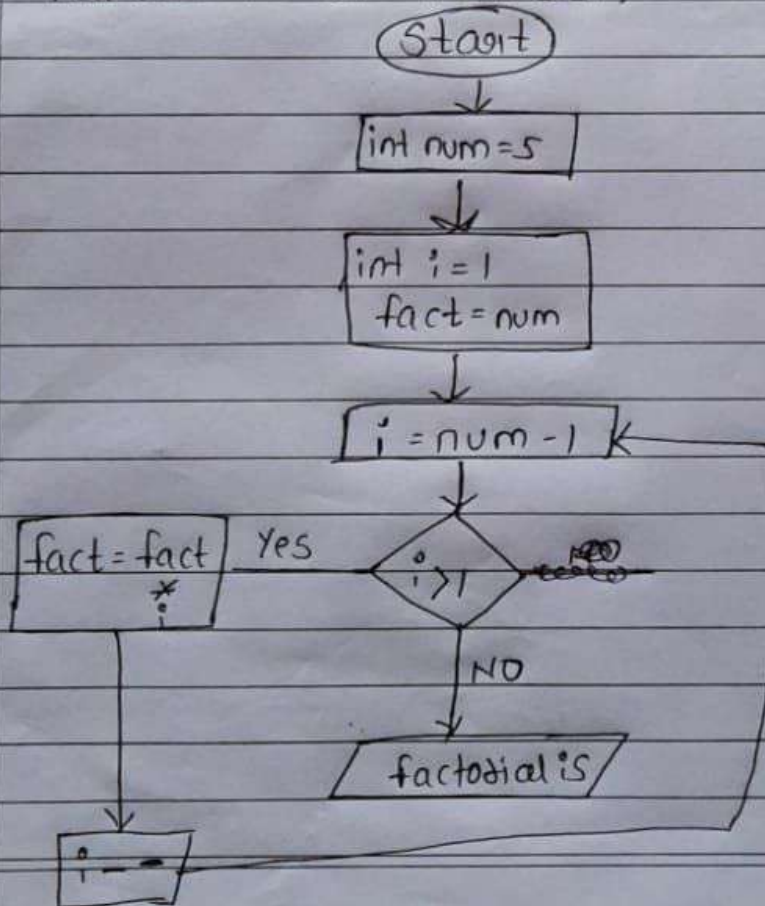 Start
int num=5
int i=1
fact=num
i=num-1
fact=fact
*
i
Yes
i>1
NO
factorial is
i--